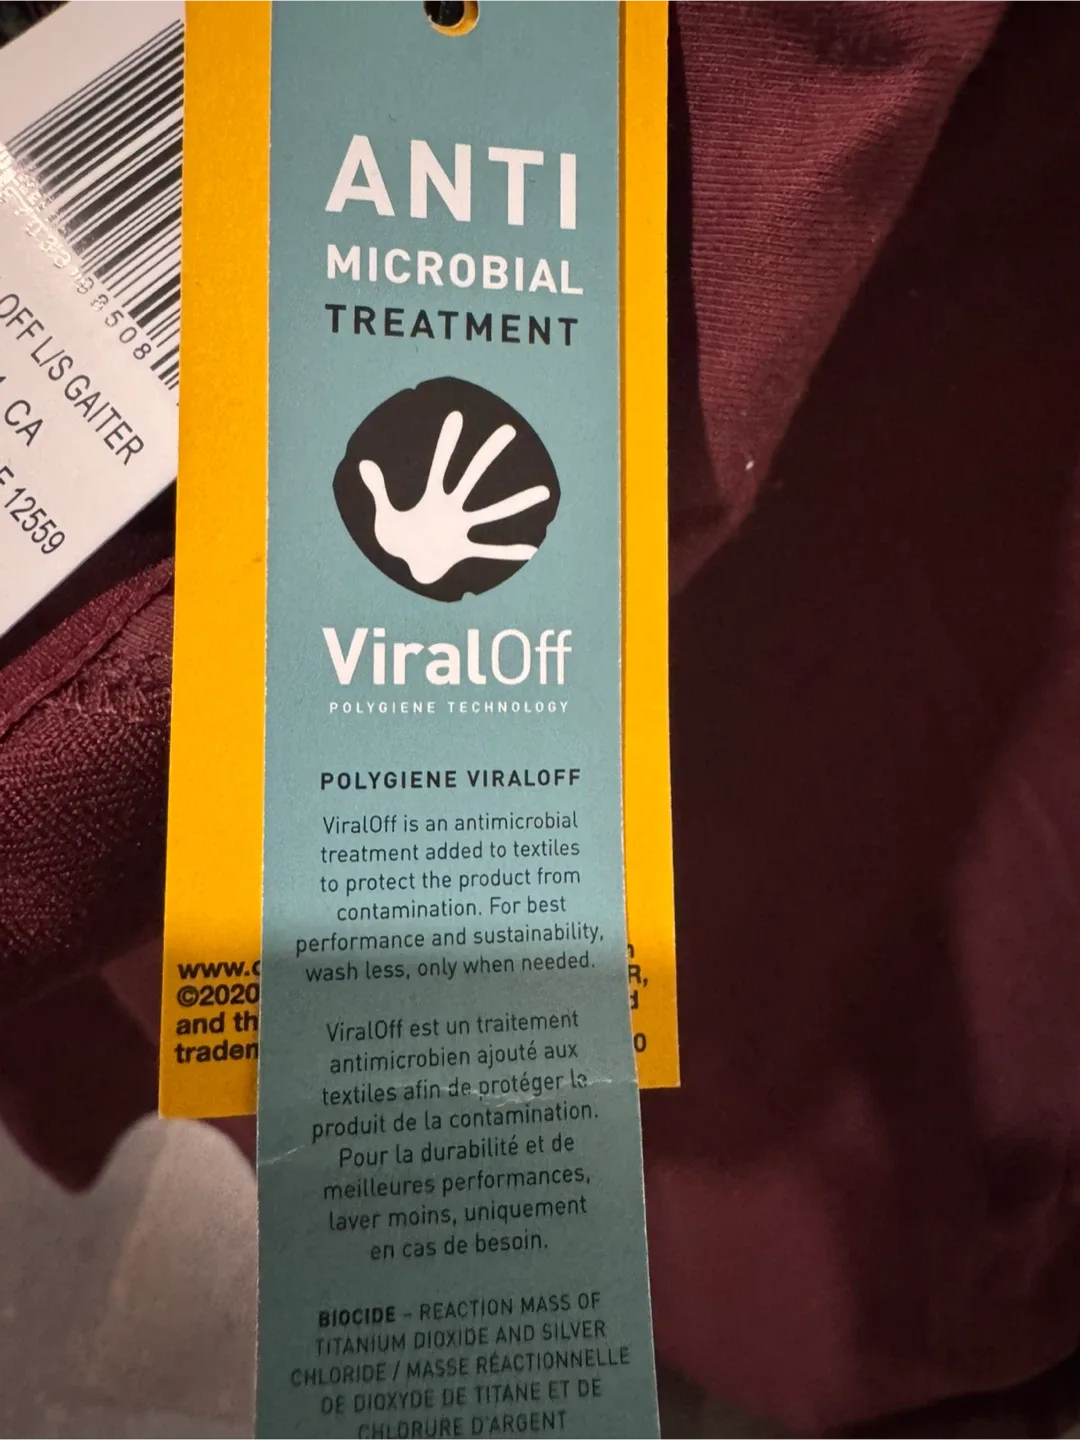 ANTI
MICROBIAL
TREATMENT
ViralOff
POLYGIENE TECHNOLOGY
POLYGIENE VIRALOFF
ViralOff is an antimicrobial
treatment added to textiles
to protect the product from
contamination. For best
performance and sustainability,
wash less, only when needed.
ViralOff est un traitement
antimicrobien ajouté aux
textiles afin de protéger le
produit de la contamination.
Pour la durabilité et de
meilleures performances,
laver moins, uniquement
en cas de besoin.
BIOCIDE - REACTION MASS OF
TITANIUM DIOXIDE AND SILVER
CHLORIDE / MASSE RÉACTIONNELLE
DE DIOXYDE DE TITANE ET DE
CHLORURE D'ARGENT
OFF L/S GAITER
CA
12559
www.
©2020
and th
tradem
R,
0